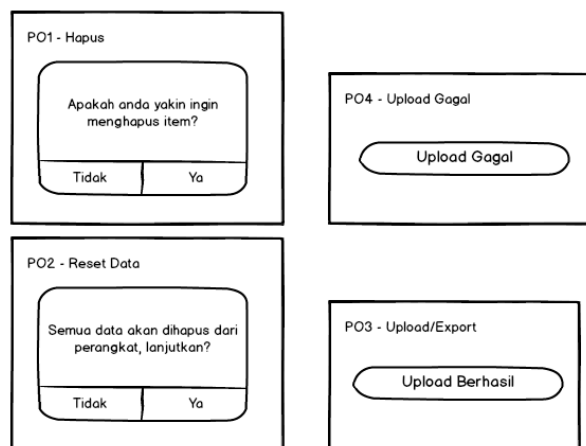 PO1 - Hapus
Apakah anda yakin ingin
menghapus item?
Tidak
Ya
PO4 - Upload Gagal
Upload Gagal
PO2 - Reset Data
Semua data akan dihapus dari
perangkat, lanjutkan?
Tidak
Ya
PO3 - Upload/Export
Upload Berhasil